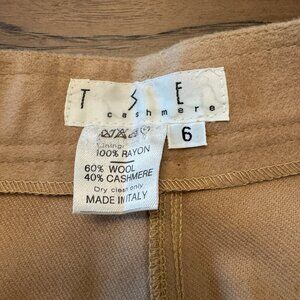 T S E
cashmere
6
Lining:
100% RAYON
60% WOOL
40% CASHMERE
Dry clean only
MADE IN ITALY